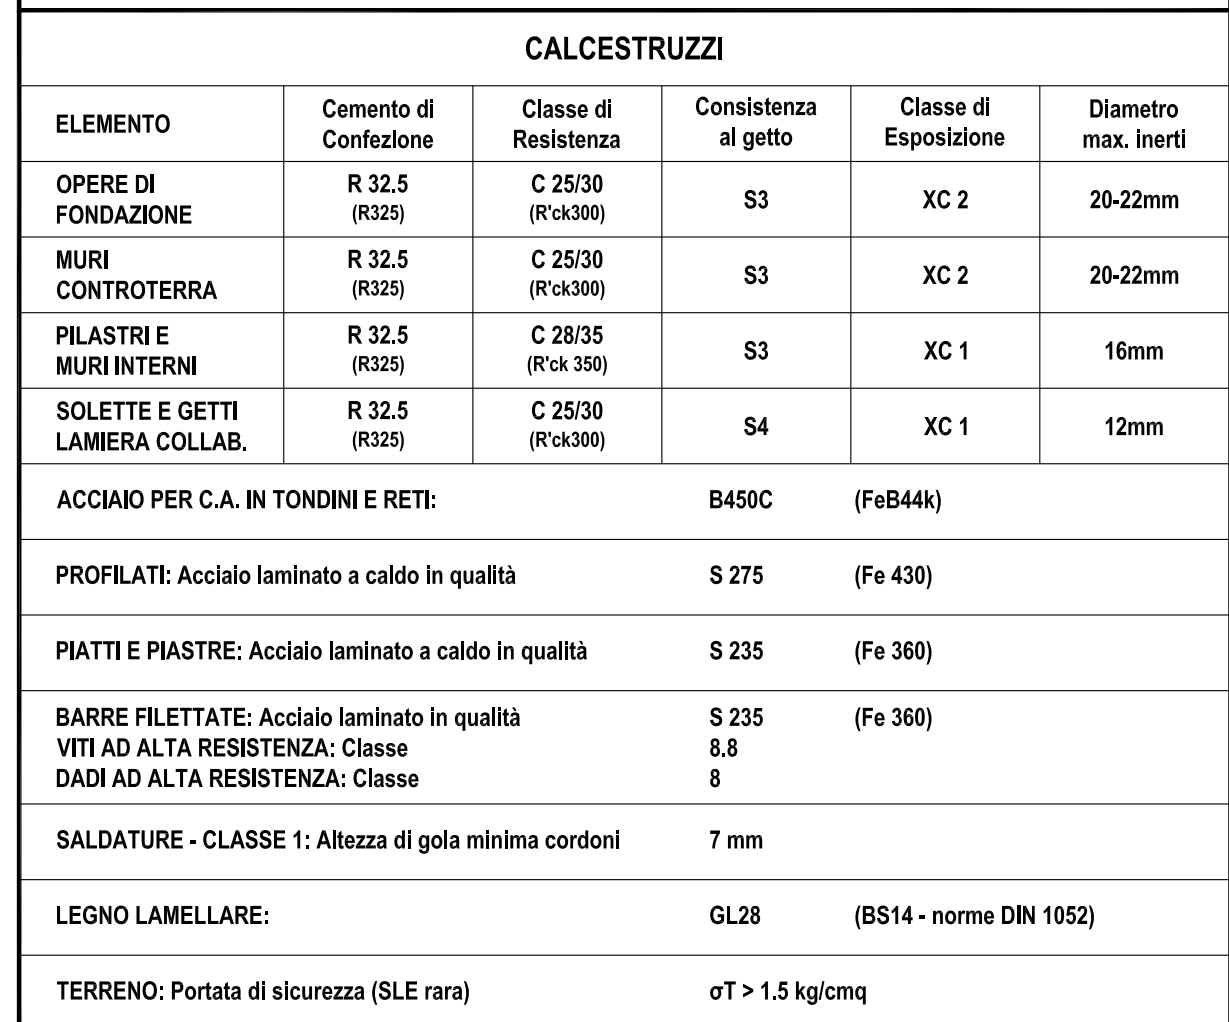 CALCESTRUZZI
ELEMENTO
Cemento di
Confezione
Classe di
Resistenza
Consistenza
al getto
Classe di
Esposizione
Diametro
max. inerti
OPERE DI
FONDAZIONE
R 32.5
(R325)
C 25/30
(R'ck300)
S3
XC 2
20-22mm
MURI
CONTROTERRA
R 32.5
(R325)
C 25/30
(R'ck300)
S3
XC 2
20-22mm
PILASTRI E
MURI INTERNI
R 32.5
(R325)
C 28/35
(R'ck 350)
S3
XC 1
16mm
SOLETTE E GETTI
LAMIERA COLLAB.
R 32.5
(R325)
C 25/30
(R'ck300)
S4
XC 1
12mm
ACCIAIO PER C.A. IN TONDINI E RETI: B450C (FeB44k)
PROFILATI: Acciaio laminato a caldo in qualità S 275 (Fe 430)
PIATTI E PIASTRE: Acciaio laminato a caldo in qualità S 235 (Fe 360)
BARRE FILETTATE: Acciaio laminato in qualità S 235 (Fe 360)
VITI AD ALTA RESISTENZA: Classe 8.8
DADI AD ALTA RESISTENZA: Classe 8
SALDATURE - CLASSE 1: Altezza di gola minima cordoni 7 mm
LEGNO LAMELLARE: GL28 (BS14 - norme DIN 1052)
TERRENO: Portata di sicurezza (SLE rara) σT > 1.5 kg/cmq